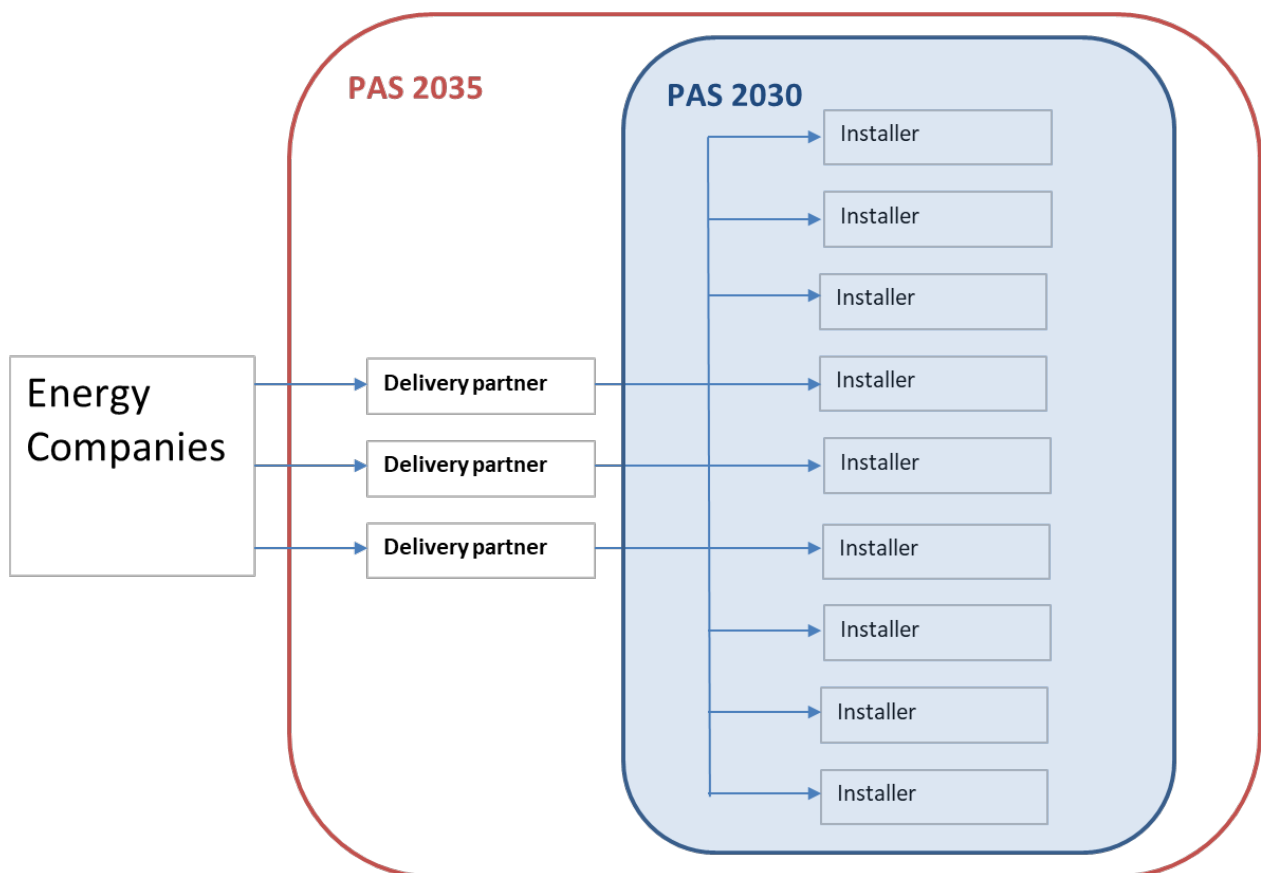 PAS 2035
PAS 2030
Installer
Installer
Installer
Energy
Companies
Delivery partner
Installer
Delivery partner
Installer
Delivery partner
Installer
Installer
Installer
Installer